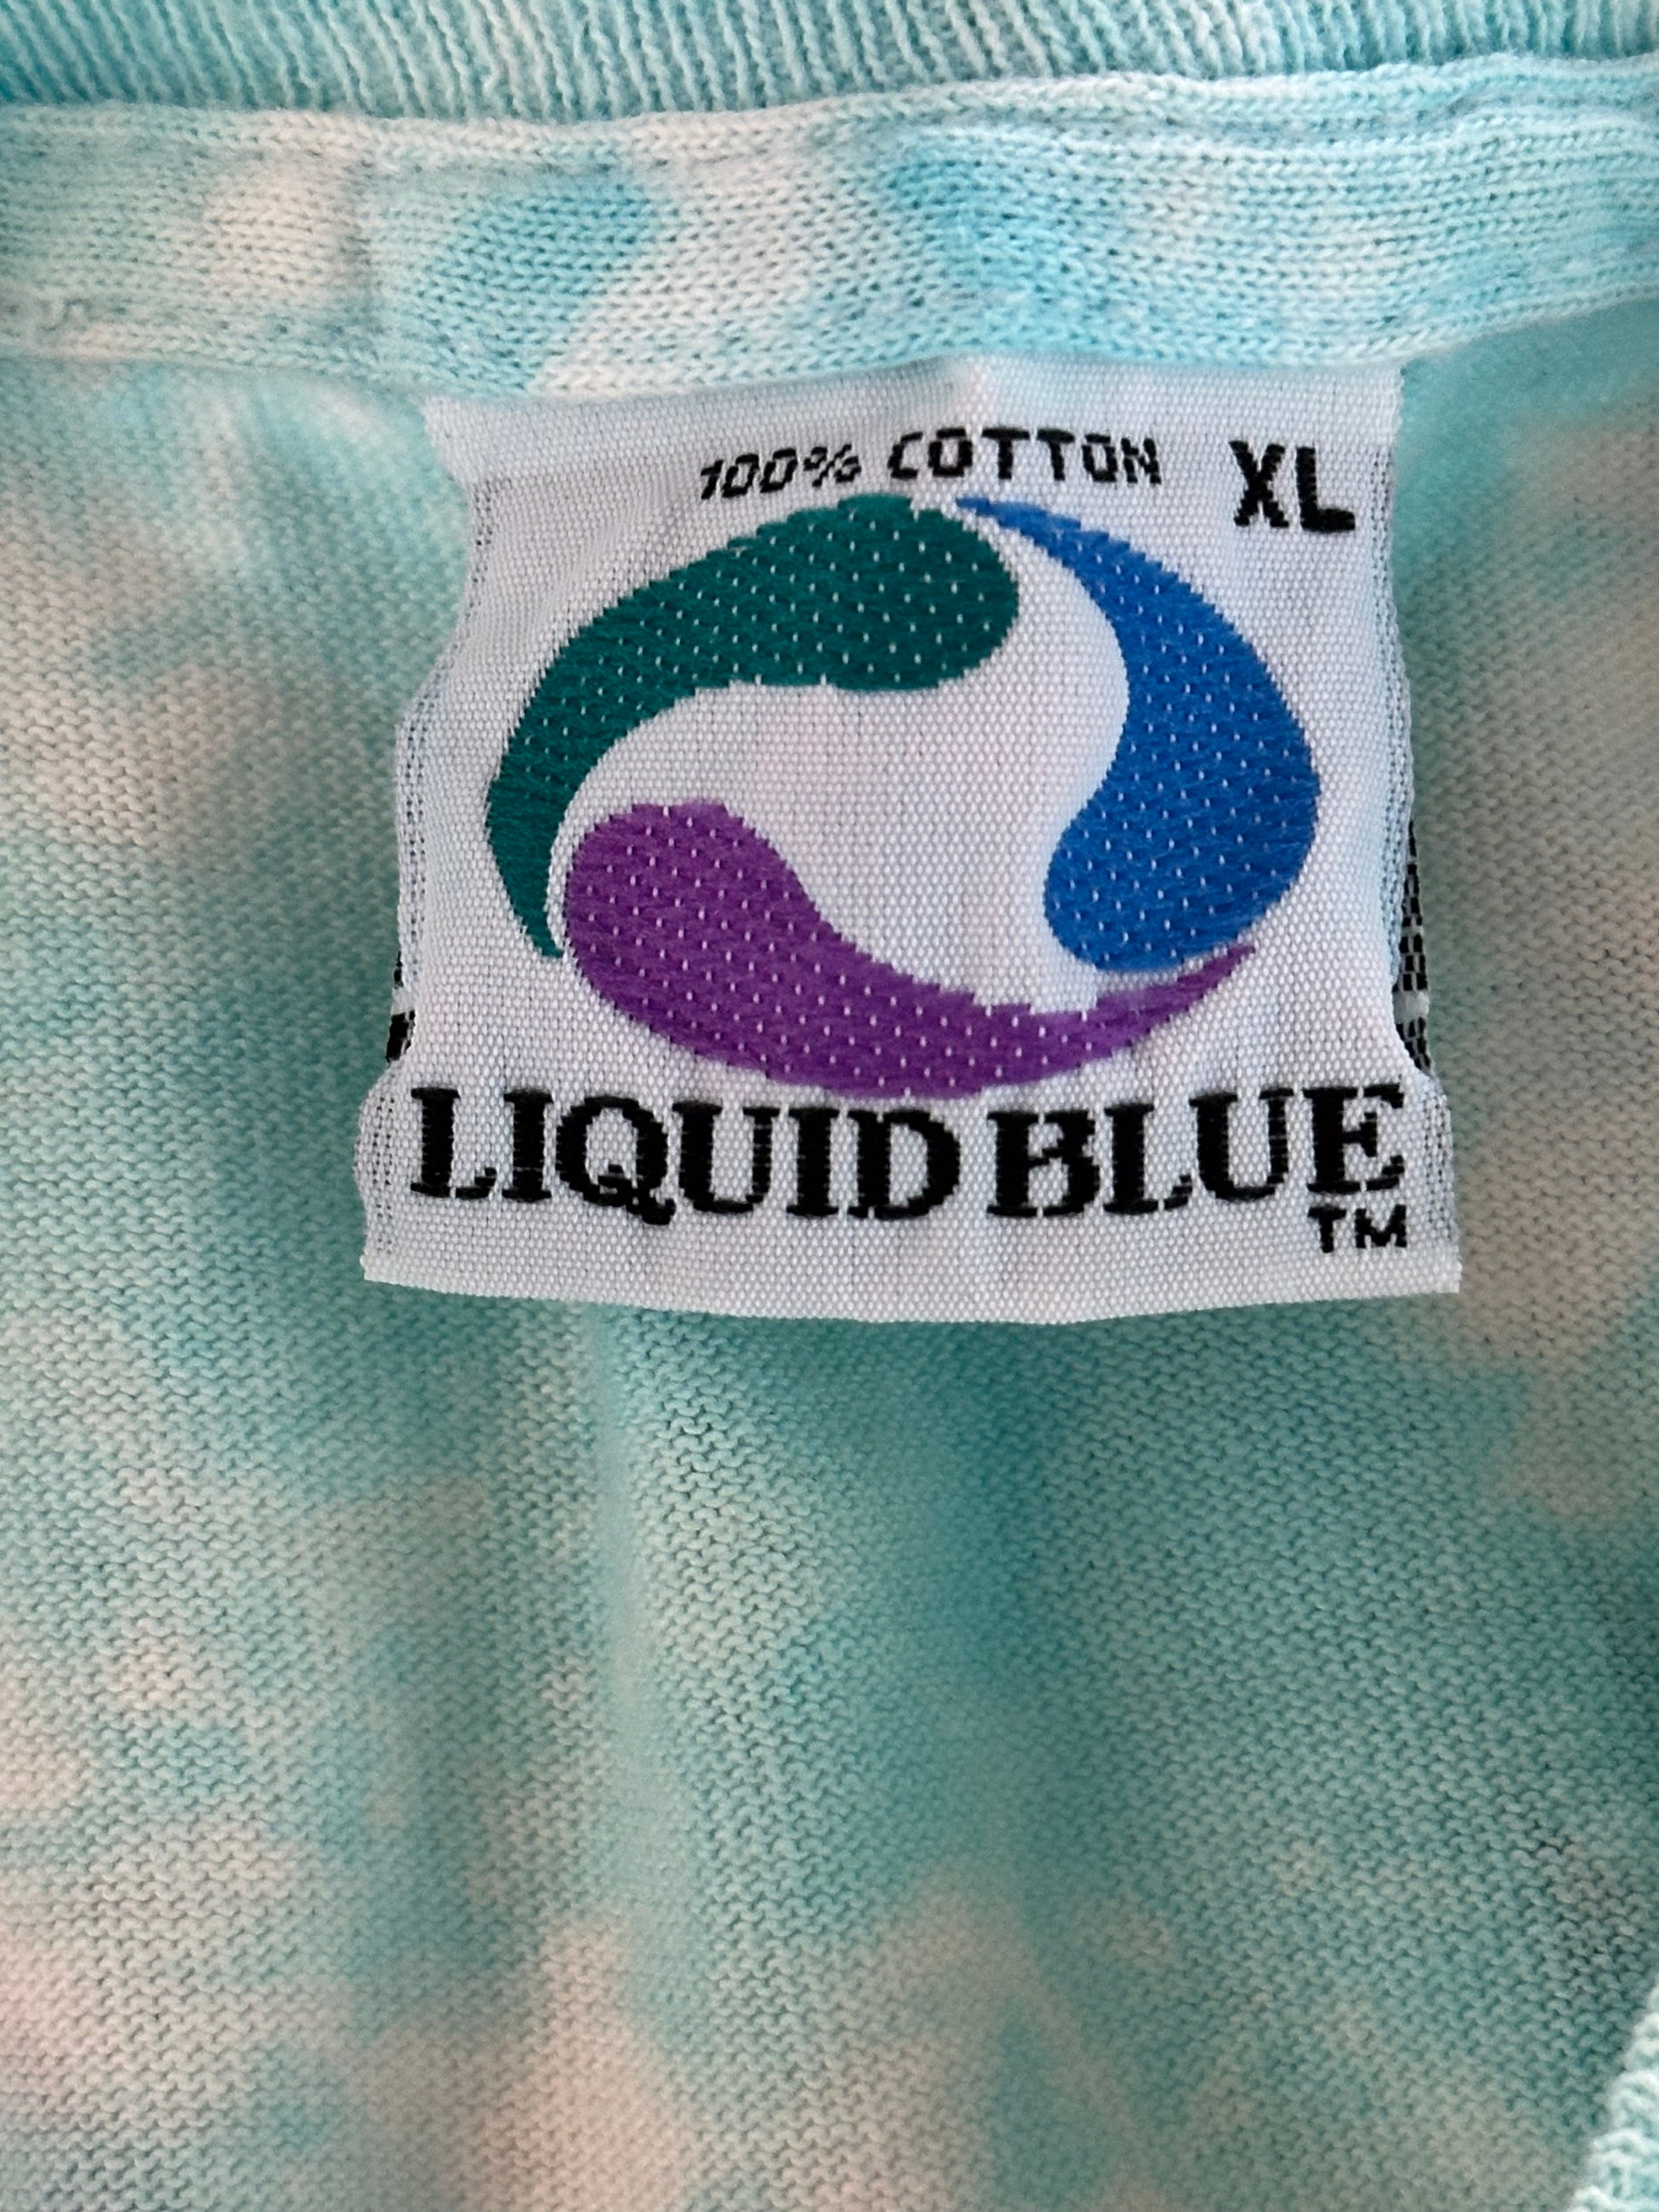 100% COTTON XL
LIQUID BLUE
TM